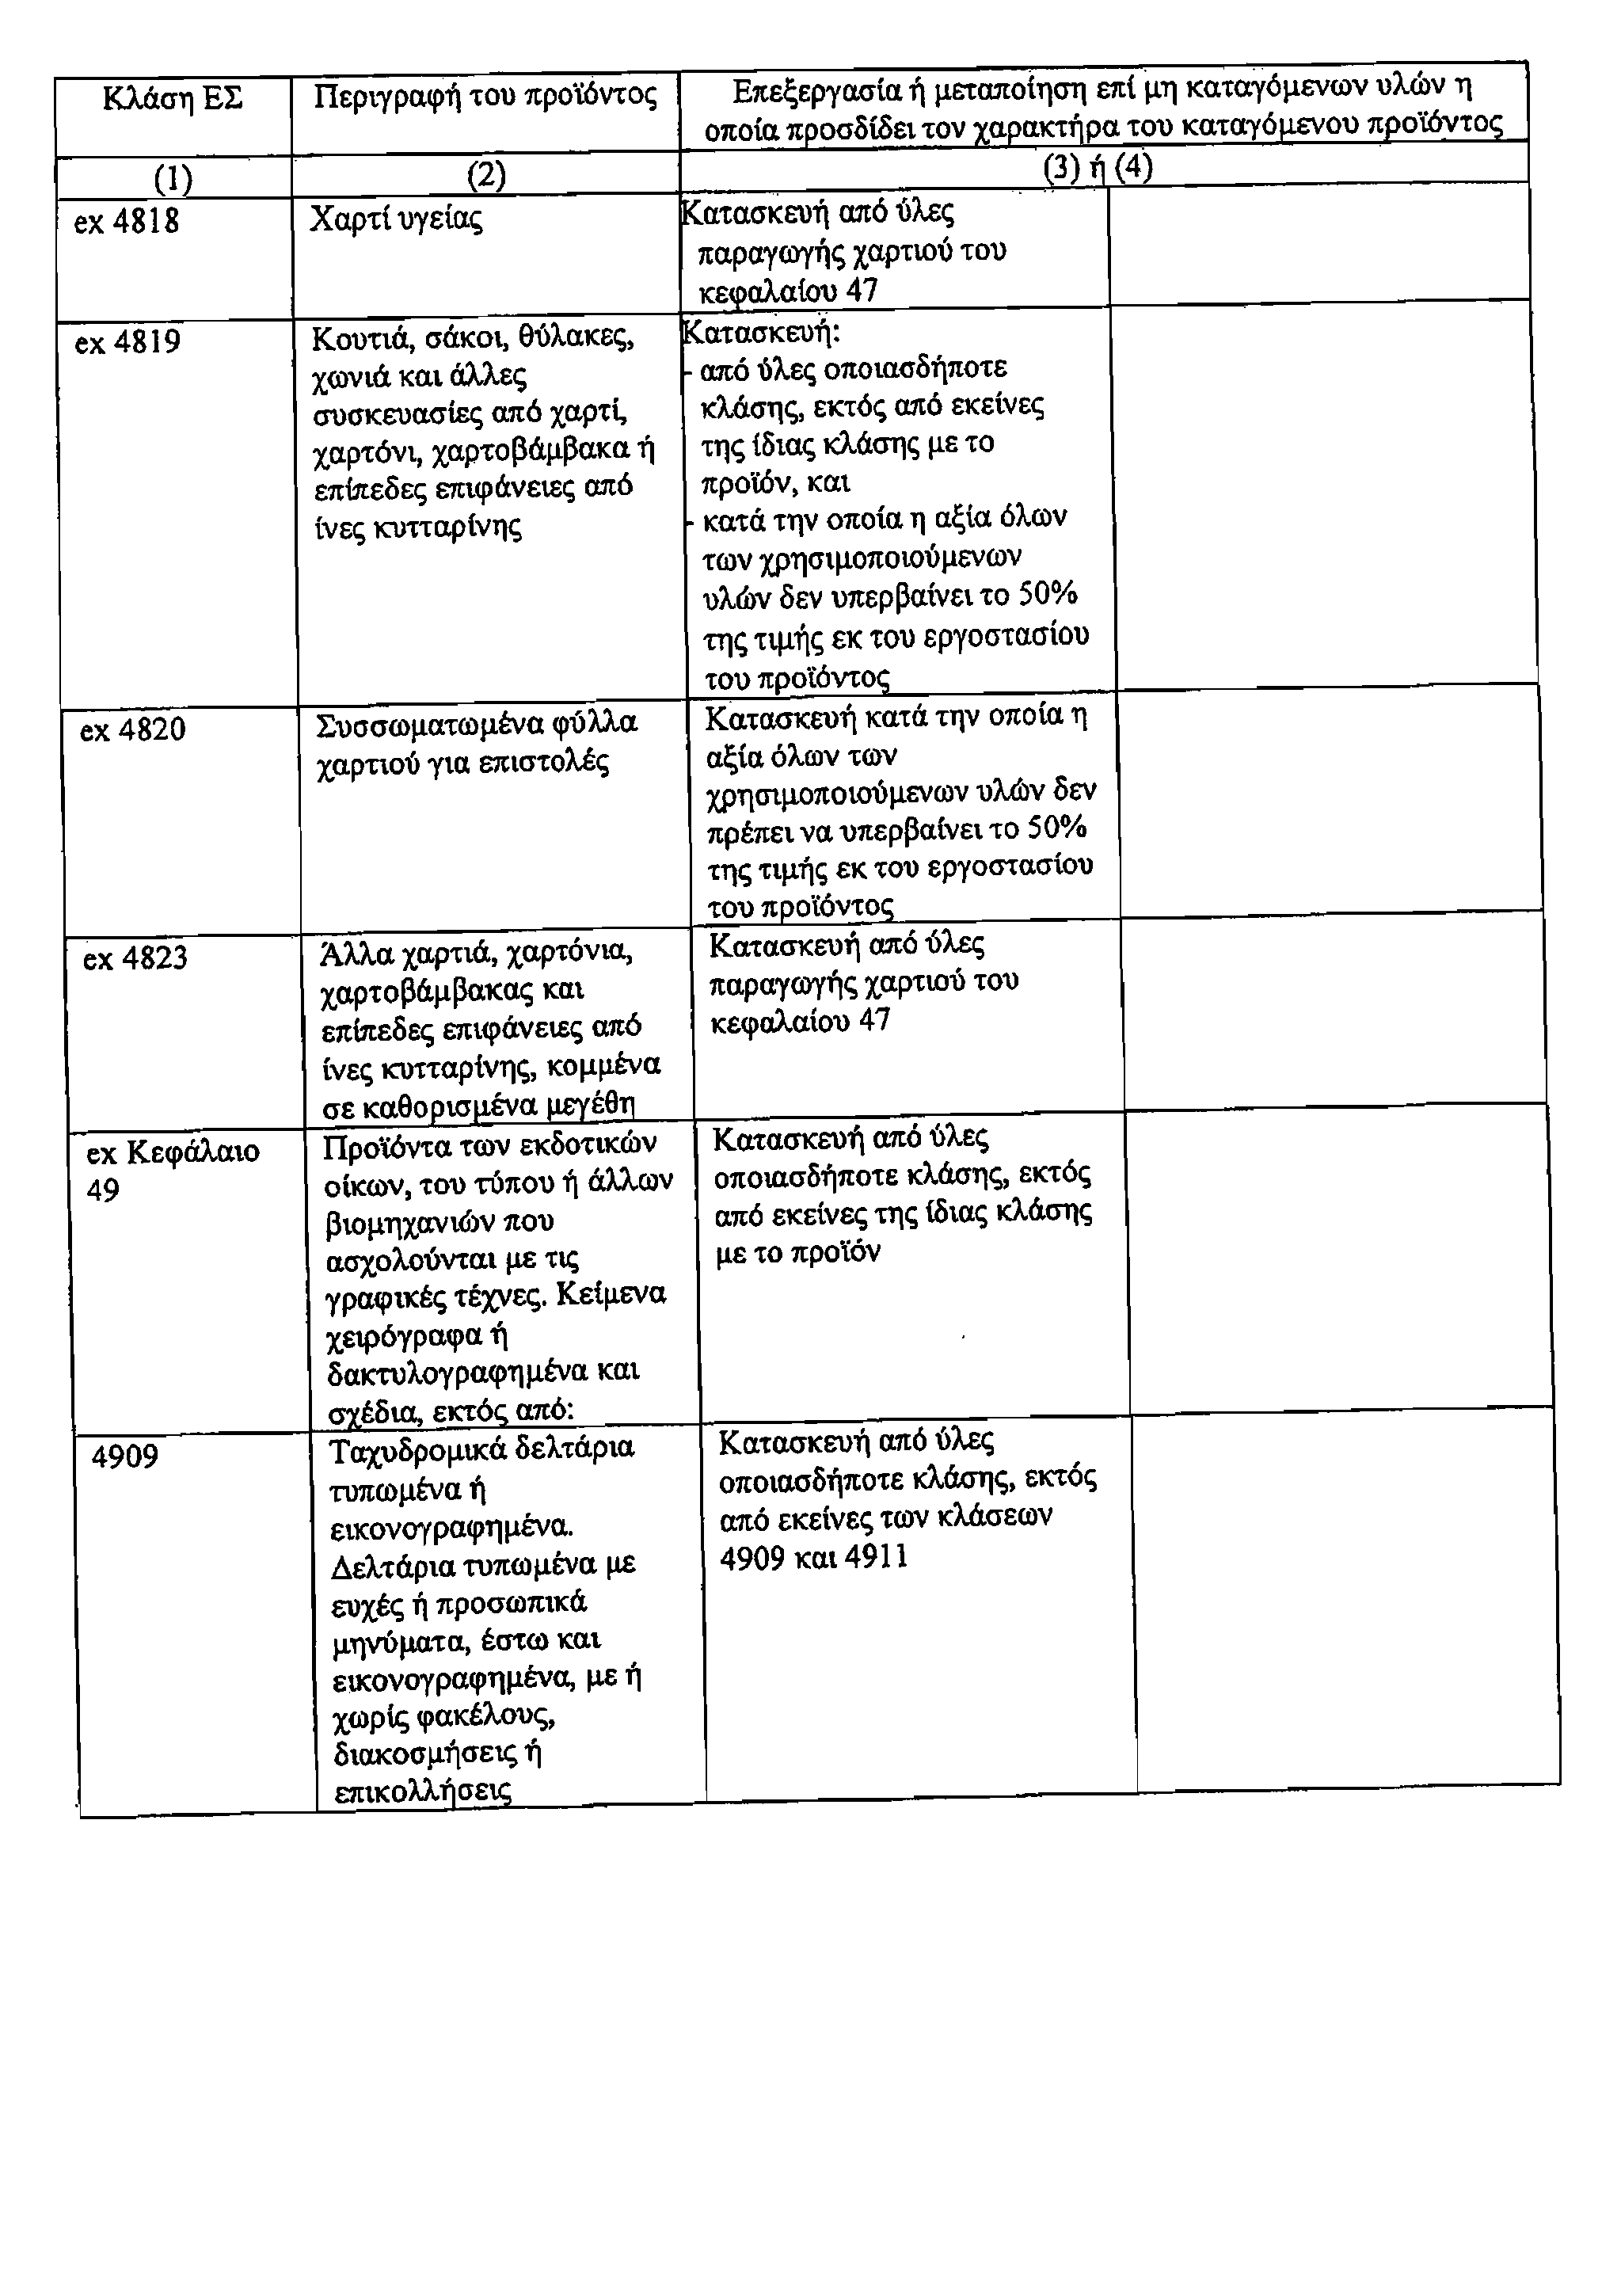 Κλάση ΕΣ
Περιγραφή του προϊόντος
Επεξεργασία ή μεταποίηση επί μη καταγόμενων υλών η
οποία προσδίδει τον χαρακτήρα του καταγόμενου προϊόντος
(1)
(2)
(3) ή (4)
ex 4818
Χαρτί υγείας
Κατασκευή από ύλες
παραγωγής χαρτιού του
κεφαλαίου 47
ex 4819
Κουτιά, σάκοι, θύλακες,
χωνιά και άλλες
συσκευασίες από χαρτί,
χαρτόνι, χαρτοβάμβακα ή
επίπεδες επιφάνειες από
ίνες κυτταρίνης
Κατασκευή:
- από ύλες οποιασδήποτε
κλάσης, εκτός από εκείνες
της ίδιας κλάσης με το
προϊόν, και
- κατά την οποία η αξία όλων
των χρησιμοποιούμενων
υλών δεν υπερβαίνει το 50%
της τιμής εκ του εργοστασίου
του προϊόντος
ex 4820
Συσσωματωμένα φύλλα
χαρτιού για επιστολές
Κατασκευή κατά την οποία η
αξία όλων των
χρησιμοποιούμενων υλών δεν
πρέπει να υπερβαίνει το 50%
της τιμής εκ του εργοστασίου
του προϊόντος
ex 4823
Άλλα χαρτιά, χαρτόνια,
χαρτοβάμβακας και
επίπεδες επιφάνειες από
ίνες κυτταρίνης, κομμένα
σε καθορισμένα μεγέθη
Κατασκευή από ύλες
παραγωγής χαρτιού του
κεφαλαίου 47
ex Κεφάλαιο
49
Προϊόντα των εκδοτικών
οίκων, του τύπου ή άλλων
βιομηχανιών που
ασχολούνται με τις
γραφικές τέχνες. Κείμενα
χειρόγραφα ή
δακτυλογραφημένα και
σχέδια, εκτός από:
Κατασκευή από ύλες
οποιασδήποτε κλάσης, εκτός
από εκείνες της ίδιας κλάσης
με το προϊόν
4909
Ταχυδρομικά δελτάρια
τυπωμένα ή
εικονογραφημένα.
Δελτάρια τυπωμένα με
ευχές ή προσωπικά
μηνύματα, έστω και
εικονογραφημένα, με ή
χωρίς φακέλους,
διακοσμήσεις ή
επικολλήσεις
Κατασκευή από ύλες
οποιασδήποτε κλάσης, εκτός
από εκείνες των κλάσεων
4909 και 4911